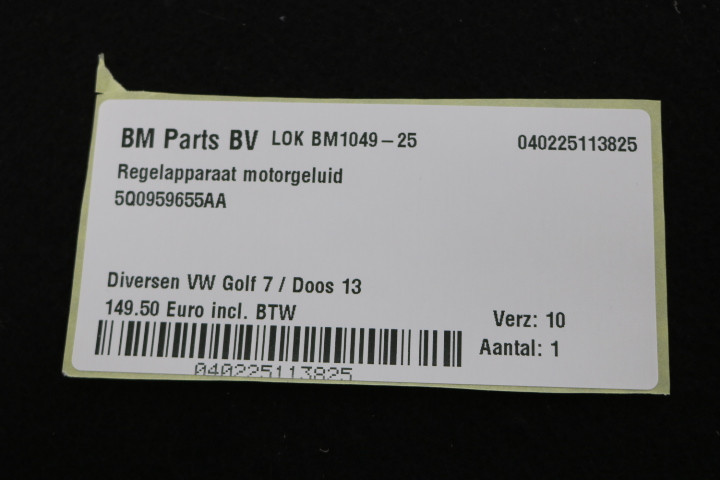 BM Parts BV LOK BM1049-25 040225113825
Regelapparaat motorgeluid
5Q0959655AA
Diversen VW Golf 7 / Doos 13
149.50 Euro incl. BTW
Verz: 10
Aantal: 1
040225113825